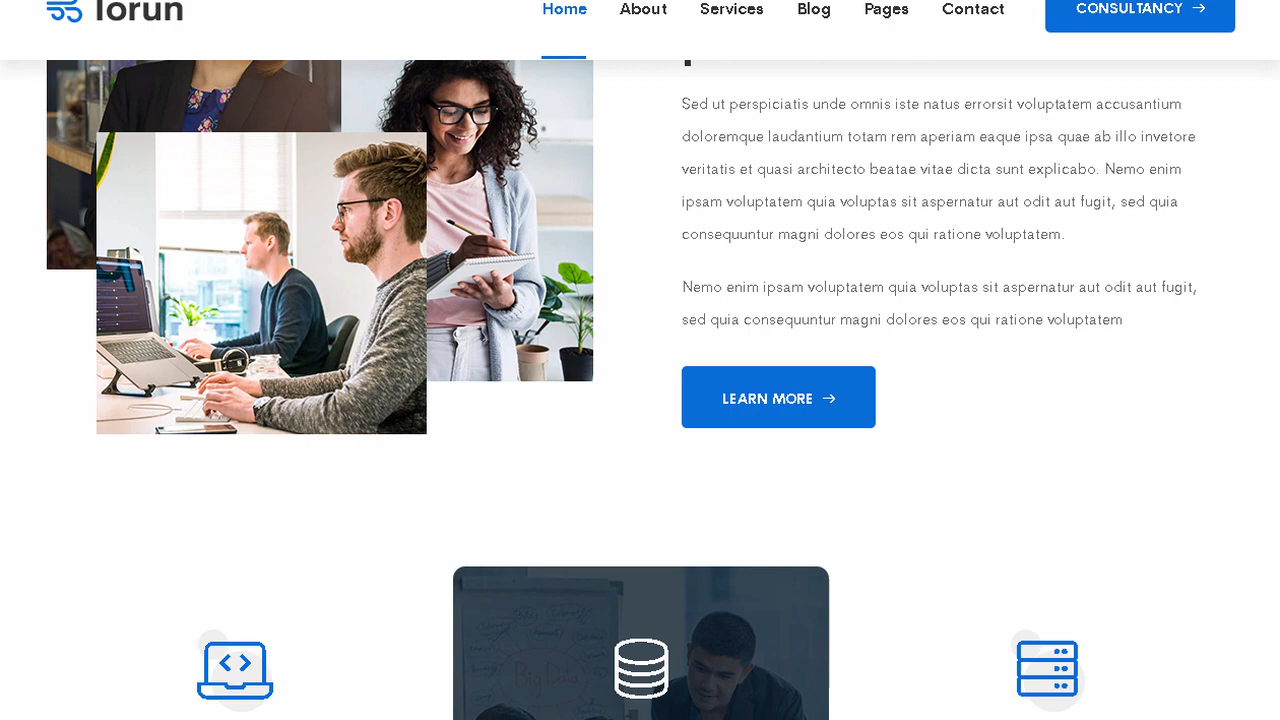 Torun
Home About Services Blog Pages Contact CONSULTANCY
Sed ut perspiciatis unde omnis iste natus errorsit voluptatem accusantium
doloremque laudantium totam rem aperiam eaque ipsa quae ab illo invetore
veritatis et quasi architecto beatae vitae dicta sunt explicabo. Nemo enim
ipsam voluptatem quia voluptas sit aspernatur aut odit aut fugit, sed quia
consequuntur magni dolores eos qui ratione voluptatem.
Nemo enim ipsam voluptatem quia voluptas sit aspernatur aut odit aut fugit,
sed quia consequuntur magni dolores eos qui ratione voluptatem
LEARN MORE
Big Data